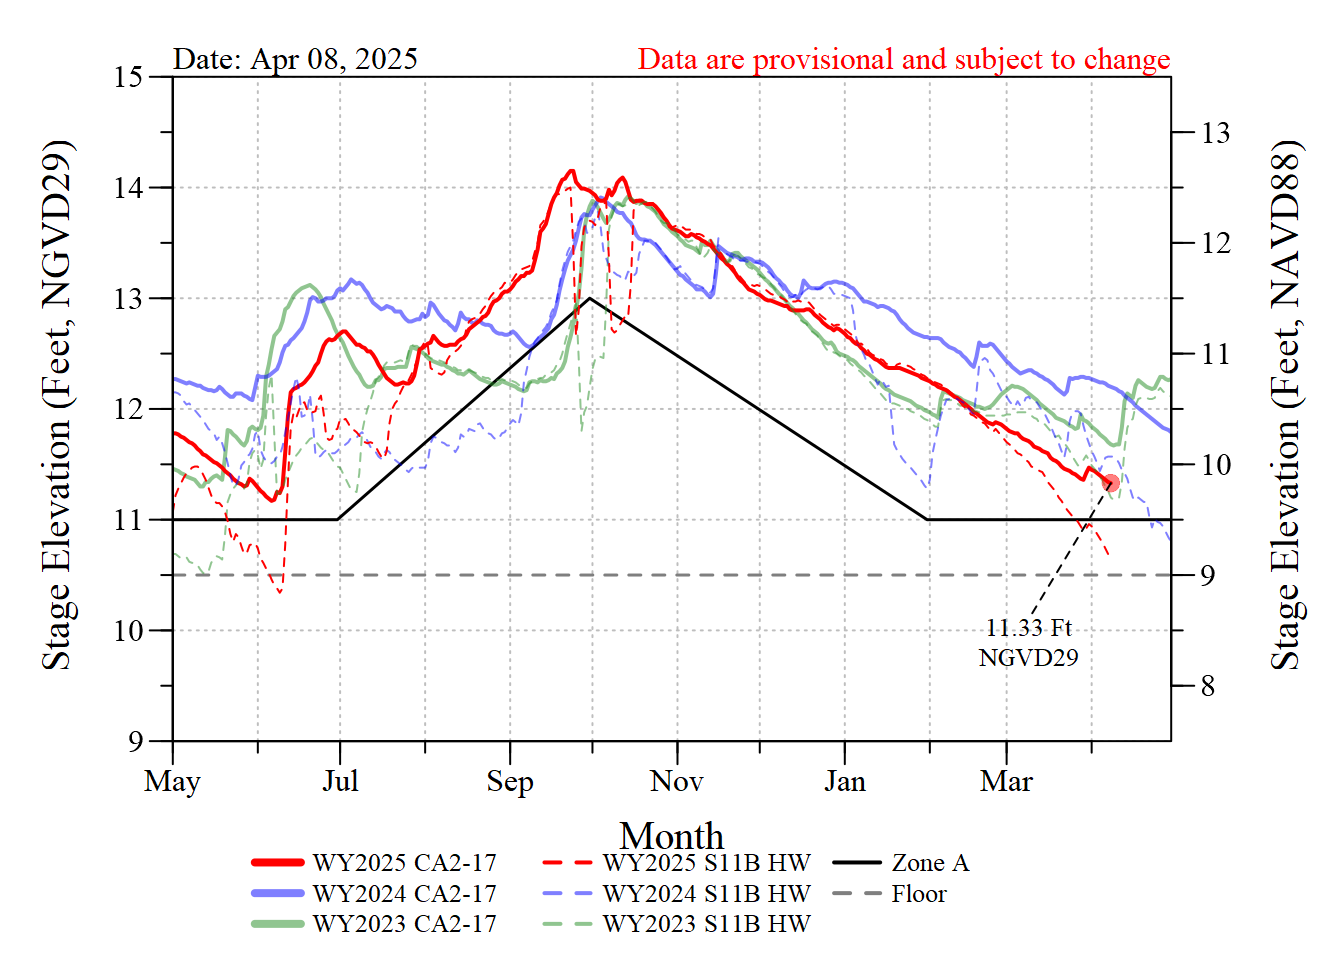 Date: Apr 08, 2025
Data are provisional and subject to change
Stage Elevation (Feet, NGVD29)
15
14
13
12
11
10
9
13
12
11
10
9
8
Stage Elevation (Feet, NAVD88)
11.33 Ft
NGVD29
May Jul Sep Nov Jan Mar
Month
WY2025 CA2-17 WY2025 S11B HW Zone A
WY2024 CA2-17 WY2024 S11B HW Floor
WY2023 CA2-17 WY2023 S11B HW